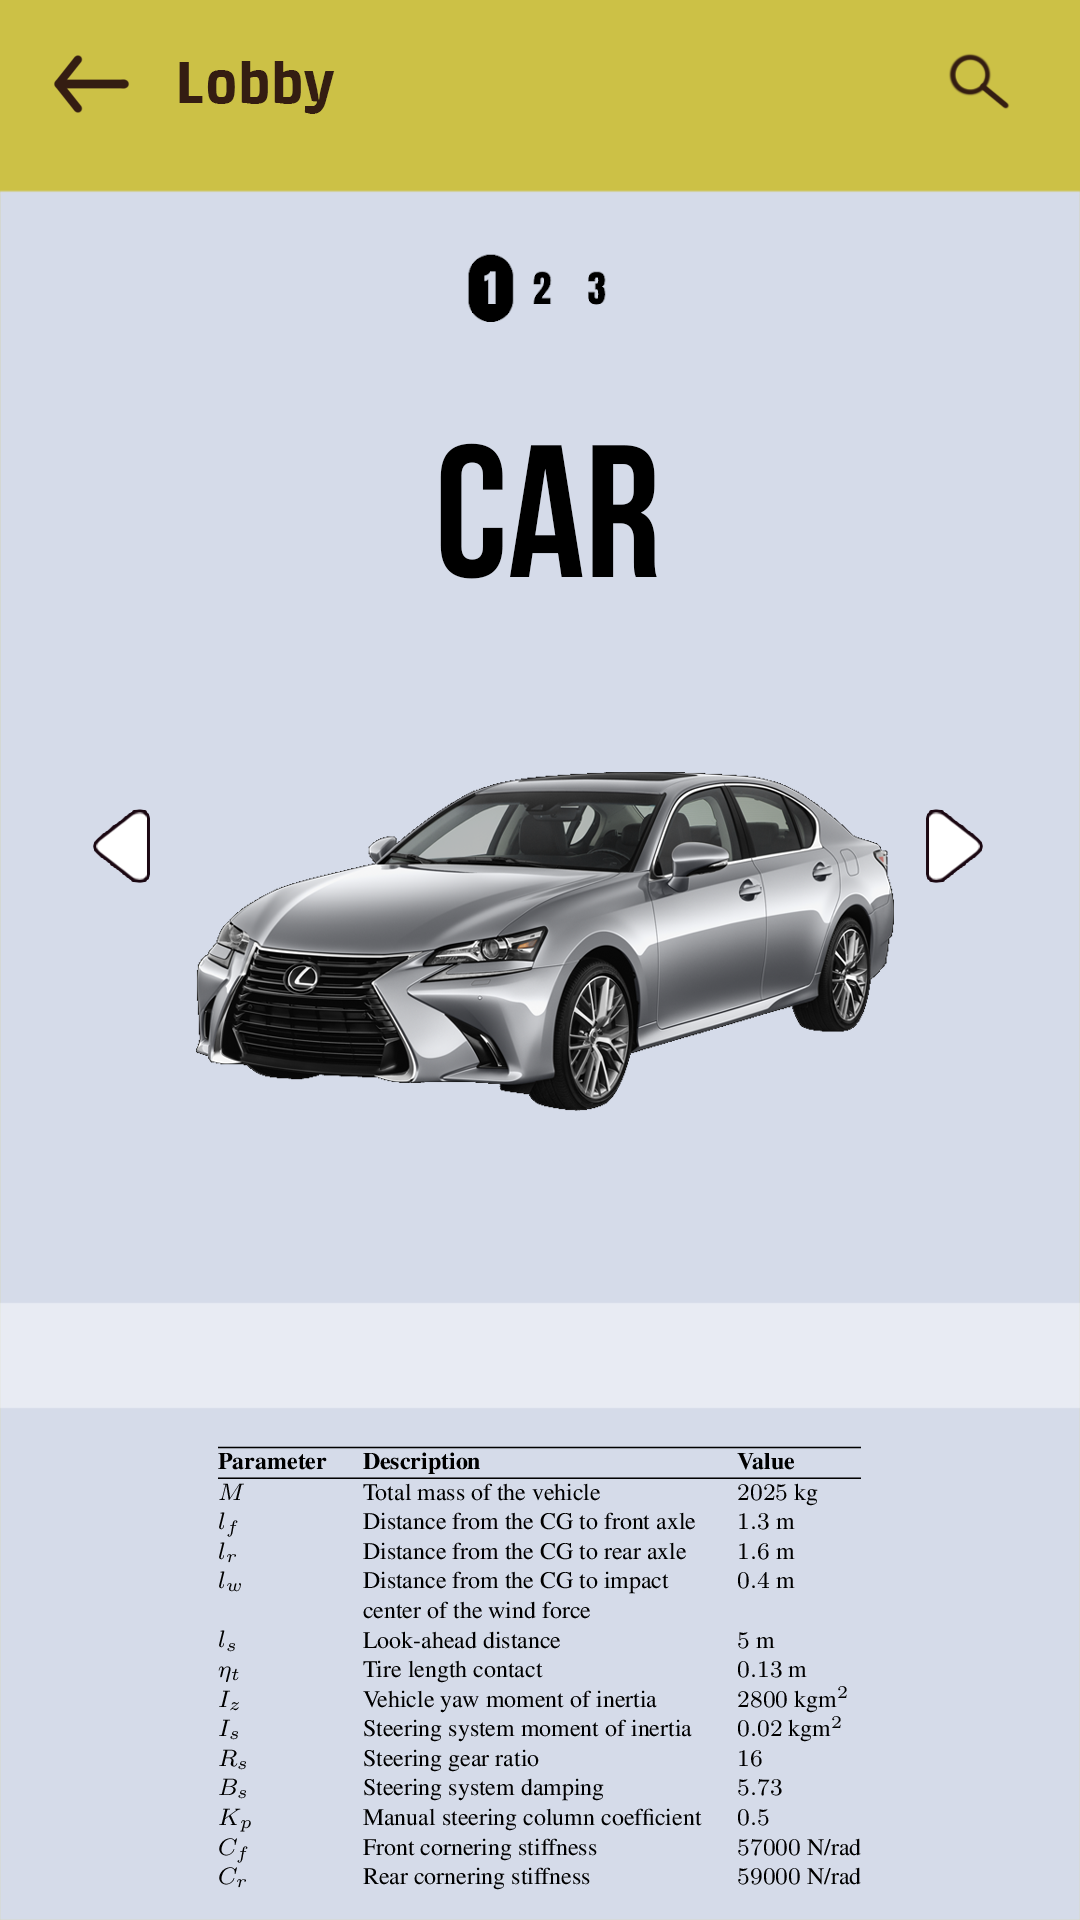 Lobby
1 2 3
CAR
Parameter Description Value
M Total mass of the vehicle 2025 kg
l_f Distance from the CG to front axle 1.3 m
l_r Distance from the CG to rear axle 1.6 m
l_w Distance from the CG to impact 0.4 m
center of the wind force
l_s Look-ahead distance 5 m
η_t Tire length contact 0.13 m
I_z Vehicle yaw moment of inertia 2800 kgm²
I_s Steering system moment of inertia 0.02 kgm²
R_s Steering gear ratio 16
B_s Steering system damping 5.73
K_p Manual steering column coefficient 0.5
C_f Front cornering stiffness 57000 N/rad
C_r Rear cornering stiffness 59000 N/rad